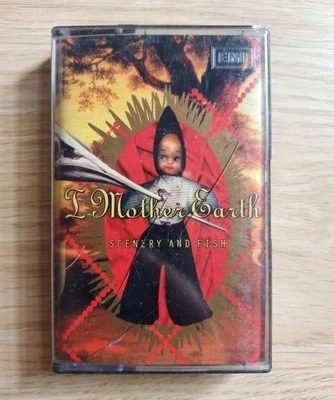 EMI
I Mother Earth
SCENERY AND FISH